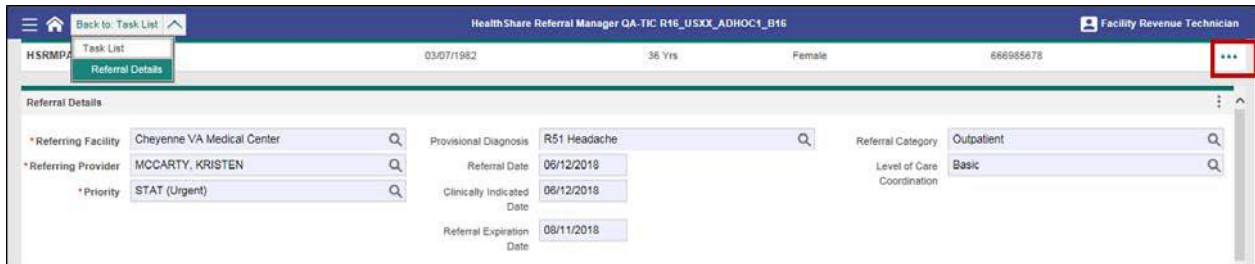 Back to: Task List HealthShare Referral Manager QA-TIC R16_USXX_ADHOC1_B16 Facility Revenue Technician
Task List
HSRMPA 03/07/1982 36 Yrs Female 666985678
Referral Details
Referral Details
*Referring Facility Cheyenne VA Medical Center Provisional Diagnosis R51 Headache Referral Category Outpatient
*Referring Provider MCCARTY, KRISTEN Referral Date 06/12/2018 Level of Care Basic
Coordination
*Priority STAT (Urgent) Clinically Indicated 06/12/2018
Date
Referral Expiration 08/11/2018
Date